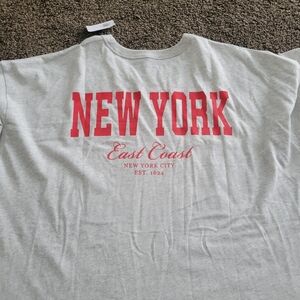 NEW YORK
East Coast
NEW YORK CITY
EST. 1624